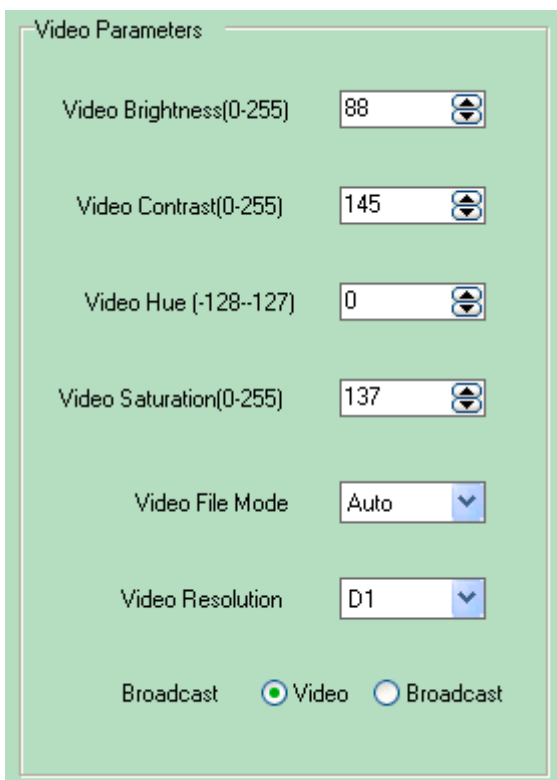 Video Parameters
Video Brightness(0-255) 88
Video Contrast(0-255) 145
Video Hue (-128--127) 0
Video Saturation(0-255) 137
Video File Mode Auto
Video Resolution D1
Broadcast Video Broadcast